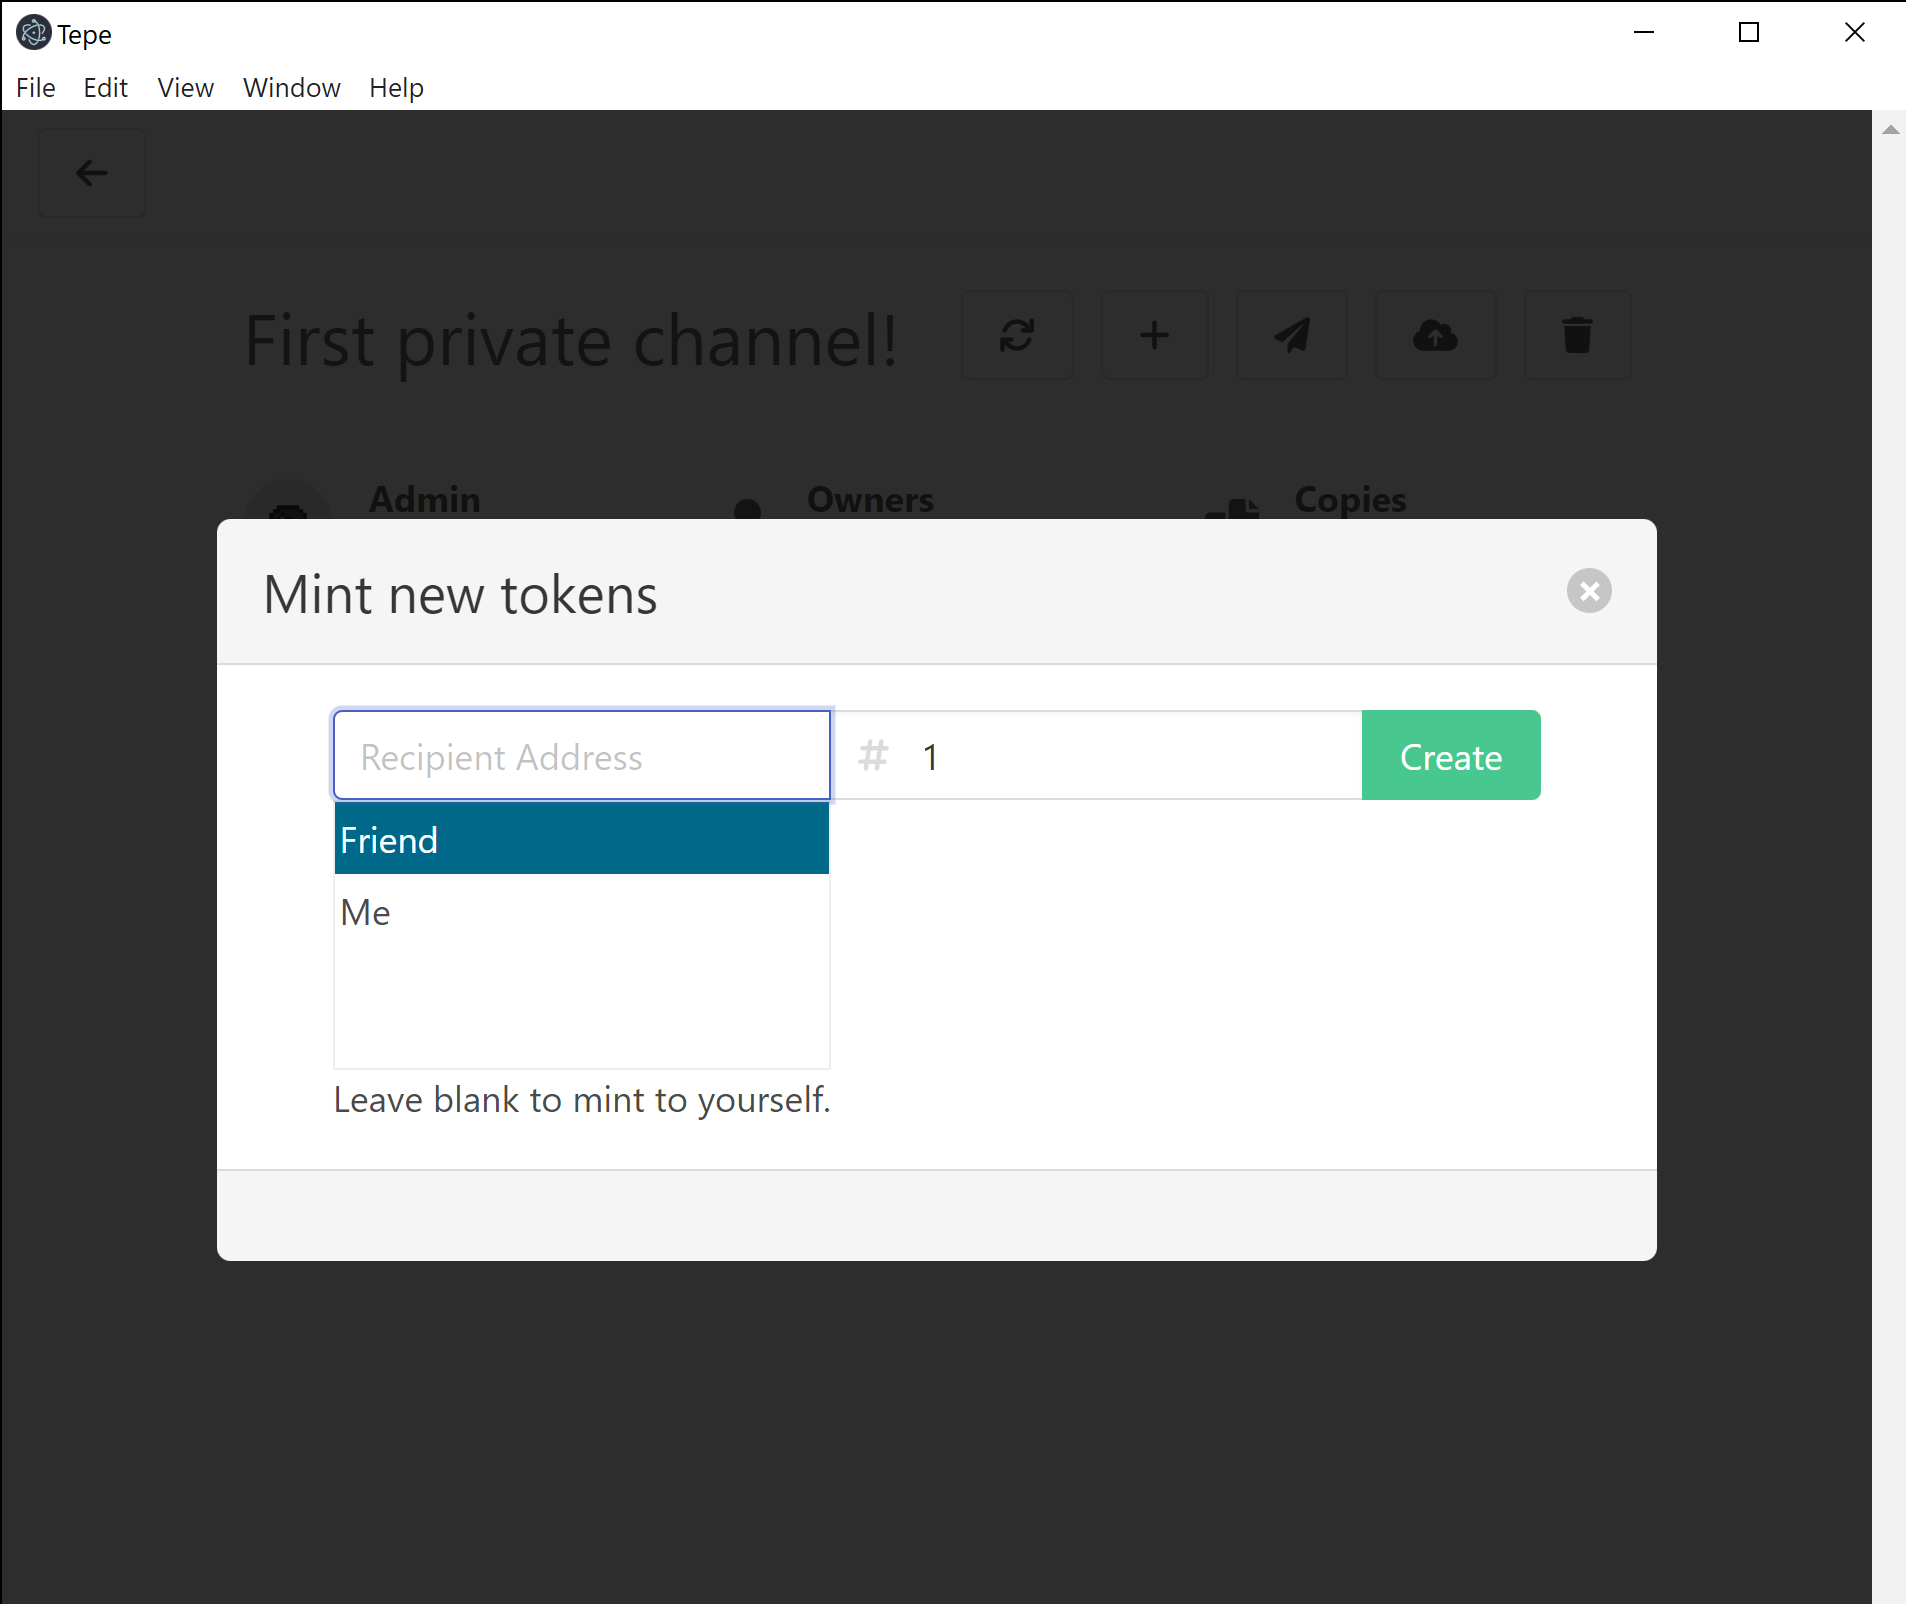 Tepe
File Edit View Window Help
First private channel!
Admin Owners Copies
Mint new tokens
Recipient Address # 1 Create
Friend
Me
Leave blank to mint to yourself.